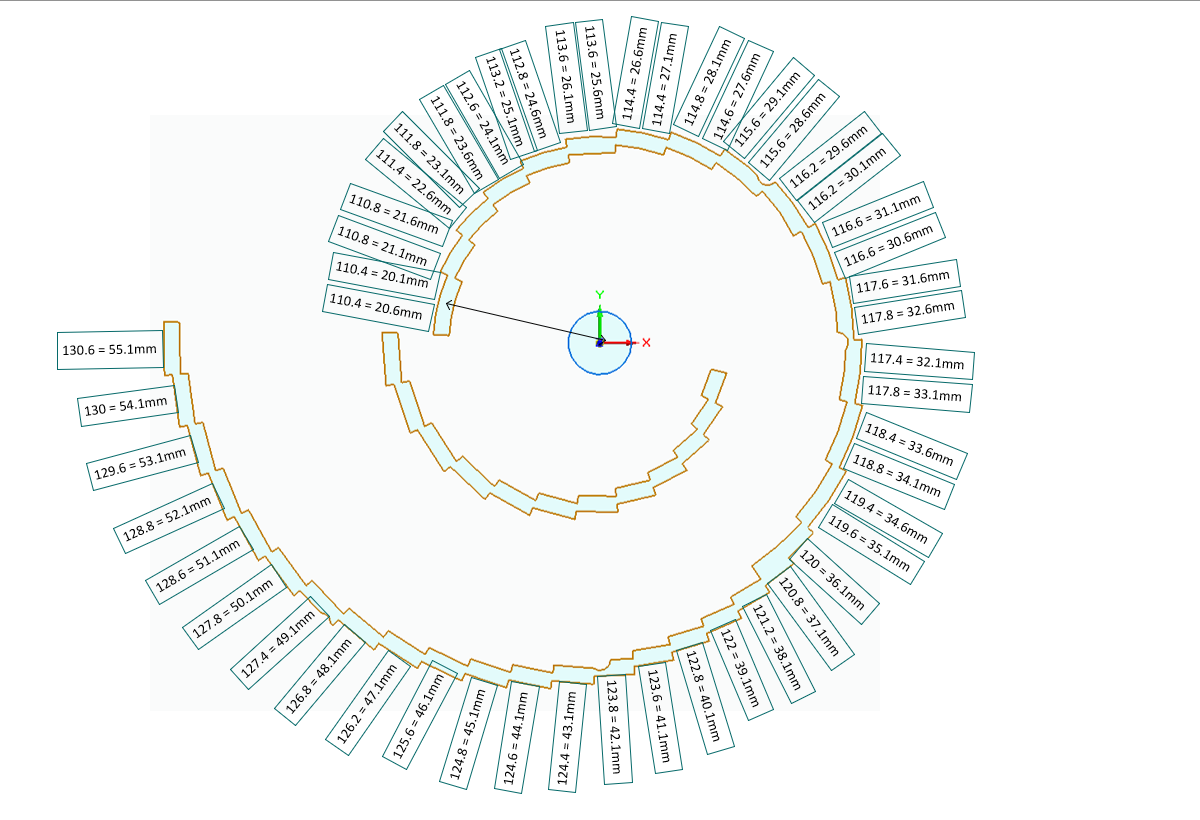 110.4 = 20.6mm
110.4 = 20.1mm
110.8 = 21.1mm
110.8 = 21.6mm
111.4 = 22.6mm
111.8 = 23.1mm
111.8 = 23.6mm
112.6 = 24.1mm
113.2 = 25.1mm
112.8 = 24.6mm
113.6 = 26.1mm
113.6 = 25.6mm
114.4 = 26.6mm
114.4 = 27.1mm
114.8 = 28.1mm
114.6 = 27.6mm
115.6 = 29.1mm
115.6 = 28.6mm
116.2 = 29.6mm
116.2 = 30.1mm
116.6 = 31.1mm
116.6 = 30.6mm
117.6 = 31.6mm
117.8 = 32.6mm
117.4 = 32.1mm
117.8 = 33.1mm
118.4 = 33.6mm
118.8 = 34.1mm
119.4 = 34.6mm
119.6 = 35.1mm
120 = 36.1mm
120.8 = 37.1mm
121.2 = 38.1mm
122 = 39.1mm
122.8 = 40.1mm
123.6 = 41.1mm
123.8 = 42.1mm
124.4 = 43.1mm
124.6 = 44.1mm
124.8 = 45.1mm
125.6 = 46.1mm
126.2 = 47.1mm
126.8 = 48.1mm
127.4 = 49.1mm
127.8 = 50.1mm
128.6 = 51.1mm
128.8 = 52.1mm
129.6 = 53.1mm
130 = 54.1mm
130.6 = 55.1mm
Y
X